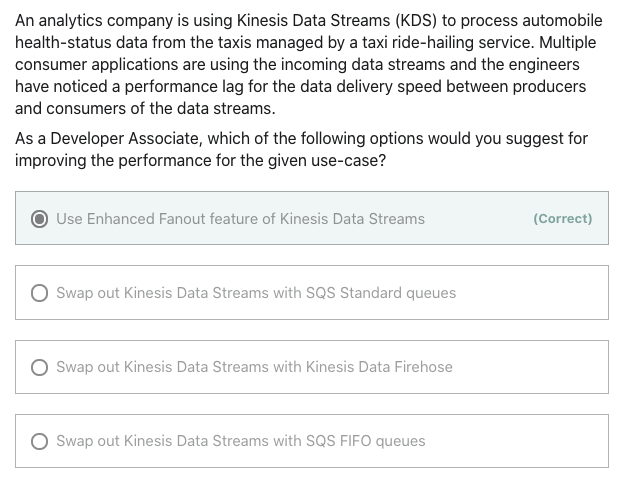 An analytics company is using Kinesis Data Streams (KDS) to process automobile
health-status data from the taxis managed by a taxi ride-hailing service. Multiple
consumer applications are using the incoming data streams and the engineers
have noticed a performance lag for the data delivery speed between producers
and consumers of the data streams.
As a Developer Associate, which of the following options would you suggest for
improving the performance for the given use-case?
Use Enhanced Fanout feature of Kinesis Data Streams (Correct)
Swap out Kinesis Data Streams with SQS Standard queues
Swap out Kinesis Data Streams with Kinesis Data Firehose
Swap out Kinesis Data Streams with SQS FIFO queues